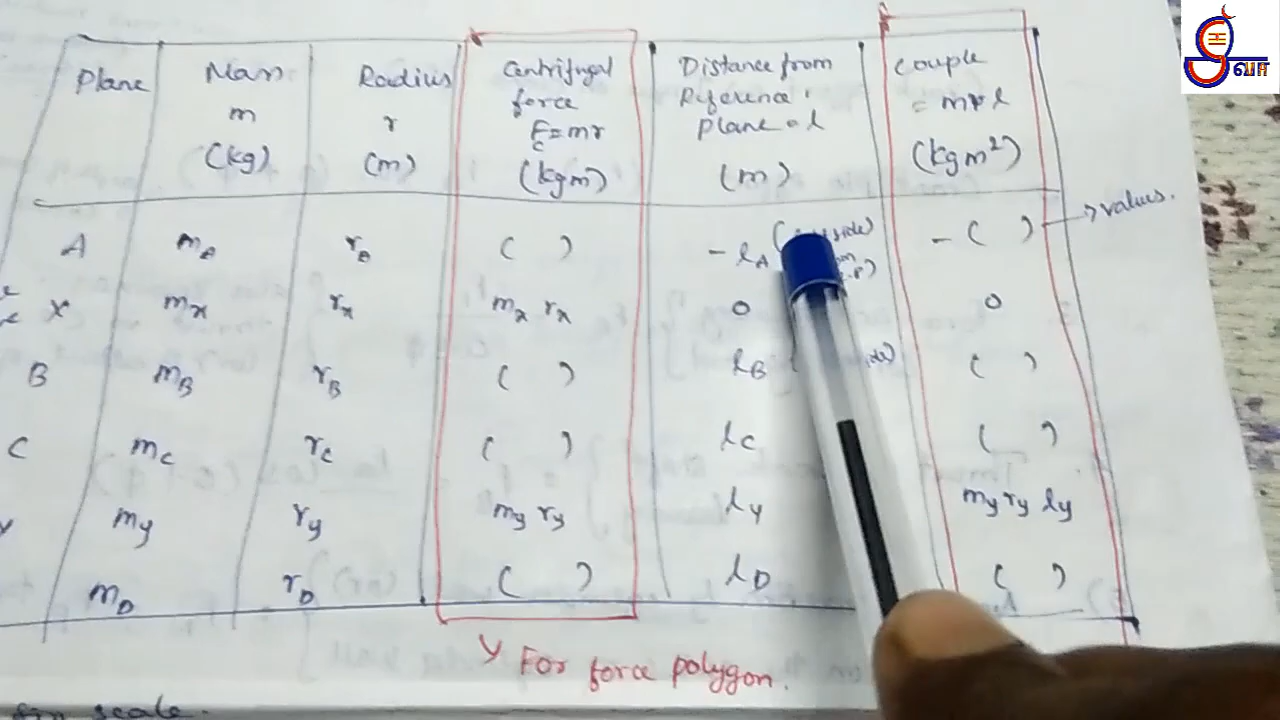 வா
Plane
Mass
m
(kg)
Radius
r
(m)
Centrifugal
force
Fc = mr
(kgm)
Distance from
Reference
Plane = l
(m)
couple
= mrl
(kgm²)
A mA rA ( ) - lA - ( ) → values.
X mx rx mx rx 0 0
B mB rB ( ) lB ( )
C mC rC ( ) lC ( )
Y my ry my ry ly my ry ly
mD rD ( ) lD ( )
For force polygon.
scale.